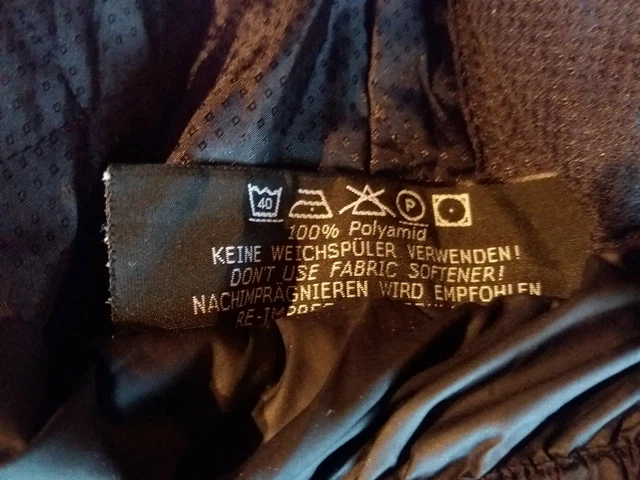 40 P
100% Polyamid
KEINE WEICHSPÜLER VERWENDEN!
DON'T USE FABRIC SOFTENER!
NACHIMPRÄGNIEREN WIRD EMPFOHLEN